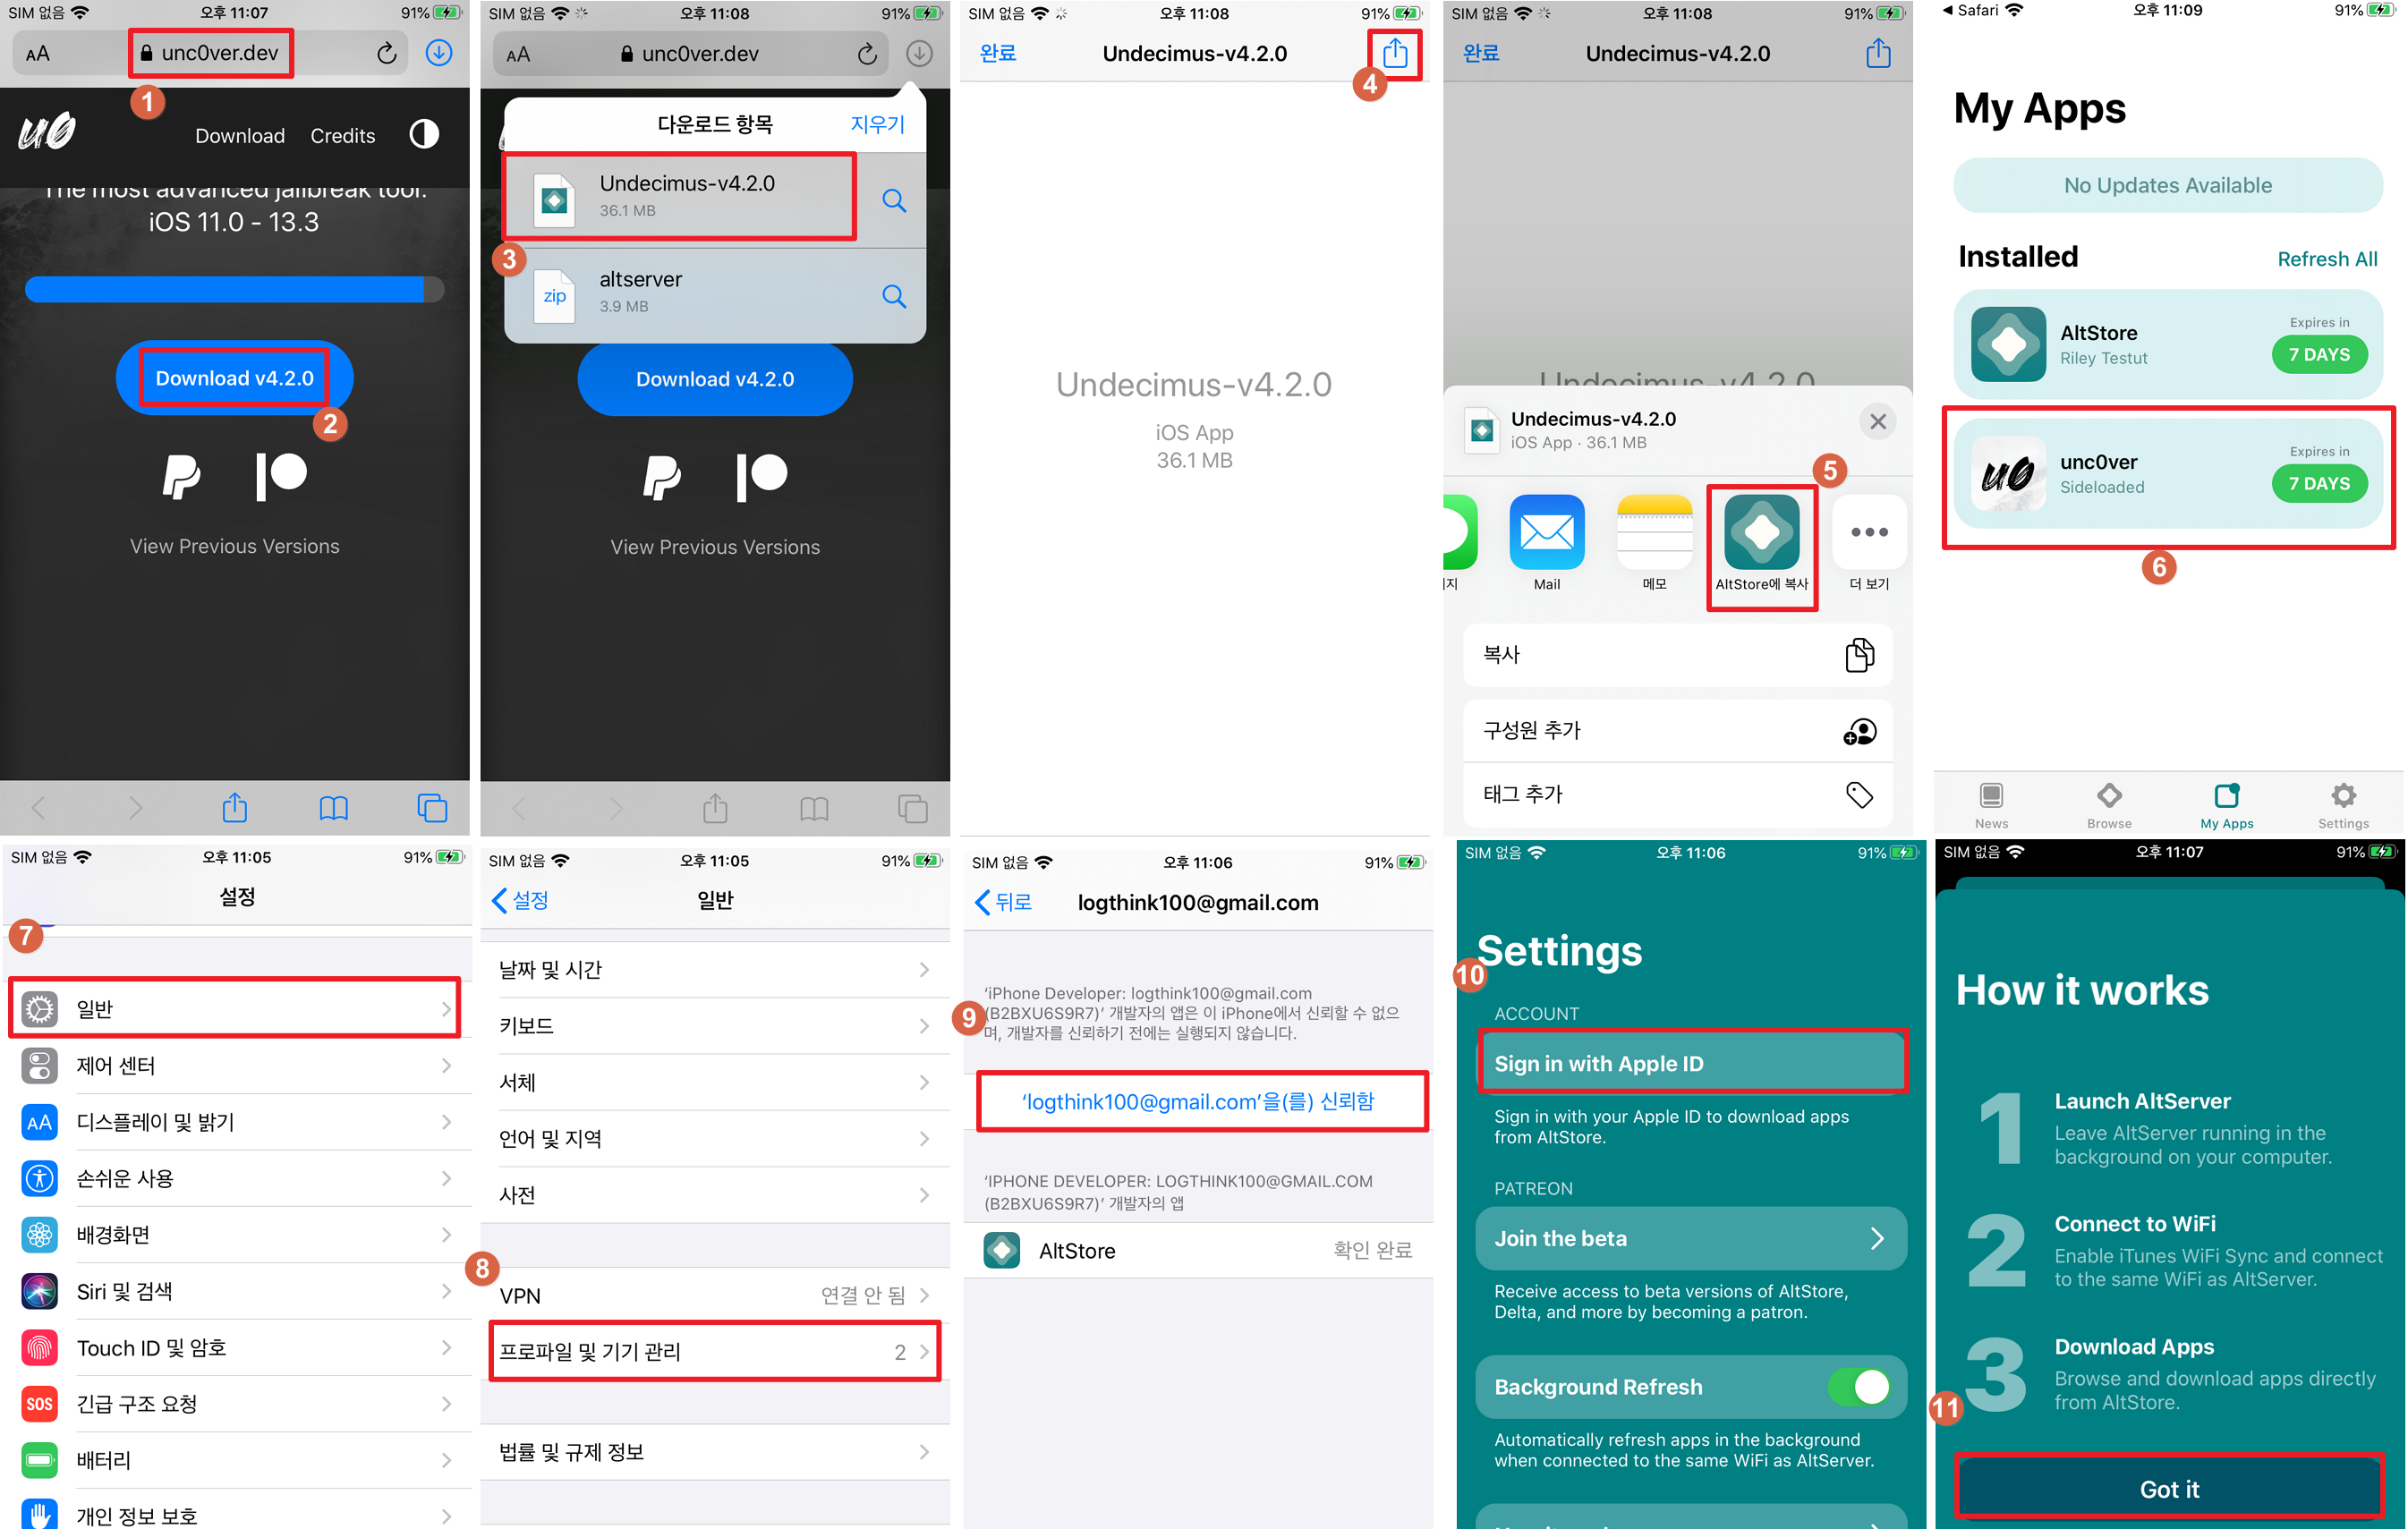 SIM 없음 오후 11:07 91%
AA unc0ver.dev
1
u0 Download Credits
The most advanced jailbreak tool.
iOS 11.0 - 13.3
Download v4.2.0
2
View Previous Versions
SIM 없음 오후 11:08 91%
AA unc0ver.dev
다운로드 항목 지우기
Undecimus-v4.2.0
36.1 MB
3
zip altserver
3.9 MB
Download v4.2.0
View Previous Versions
SIM 없음 오후 11:08 91%
완료 Undecimus-v4.2.0
4
Undecimus-v4.2.0
iOS App
36.1 MB
SIM 없음 오후 11:08 91%
완료 Undecimus-v4.2.0
Undecimus-v4.2.0
Undecimus-v4.2.0
iOS App · 36.1 MB
5
지 Mail 메모 AltStore에 복사 더 보기
복사
구성원 추가
태그 추가
Safari 오후 11:09 91%
My Apps
No Updates Available
Installed Refresh All
AltStore
Riley Testut
Expires in
7 DAYS
u0 unc0ver
Sideloaded
Expires in
7 DAYS
6
News Browse My Apps Settings
SIM 없음 오후 11:05 91%
설정
7
일반
제어 센터
AA 디스플레이 및 밝기
손쉬운 사용
배경화면
Siri 및 검색
Touch ID 및 암호
SOS 긴급 구조 요청
배터리
개인 정보 보호
SIM 없음 오후 11:05 91%
설정 일반
날짜 및 시간
키보드
서체
언어 및 지역
사전
8
VPN 연결 안 됨
프로파일 및 기기 관리 2
법률 및 규제 정보
SIM 없음 오후 11:06 91%
뒤로 logthink100@gmail.com
9
‘iPhone Developer: logthink100@gmail.com
(B2BXU6S9R7)’ 개발자의 앱은 이 iPhone에서 신뢰할 수 없으
며, 개발자를 신뢰하기 전에는 실행되지 않습니다.
‘logthink100@gmail.com’을(를) 신뢰함
‘IPHONE DEVELOPER: LOGTHINK100@GMAIL.COM
(B2BXU6S9R7)’ 개발자의 앱
AltStore 확인 완료
SIM 없음 오후 11:06 91%
Settings
10
ACCOUNT
Sign in with Apple ID
Sign in with your Apple ID to download apps
from AltStore.
PATREON
Join the beta
Receive access to beta versions of AltStore,
Delta, and more by becoming a patron.
Background Refresh
Automatically refresh apps in the background
when connected to the same WiFi as AltServer.
SIM 없음 오후 11:07 91%
How it works
1 Launch AltServer
Leave AltServer running in the
background on your computer.
2 Connect to WiFi
Enable iTunes WiFi Sync and connect
to the same WiFi as AltServer.
3 Download Apps
Browse and download apps directly
from AltStore.
11
Got it